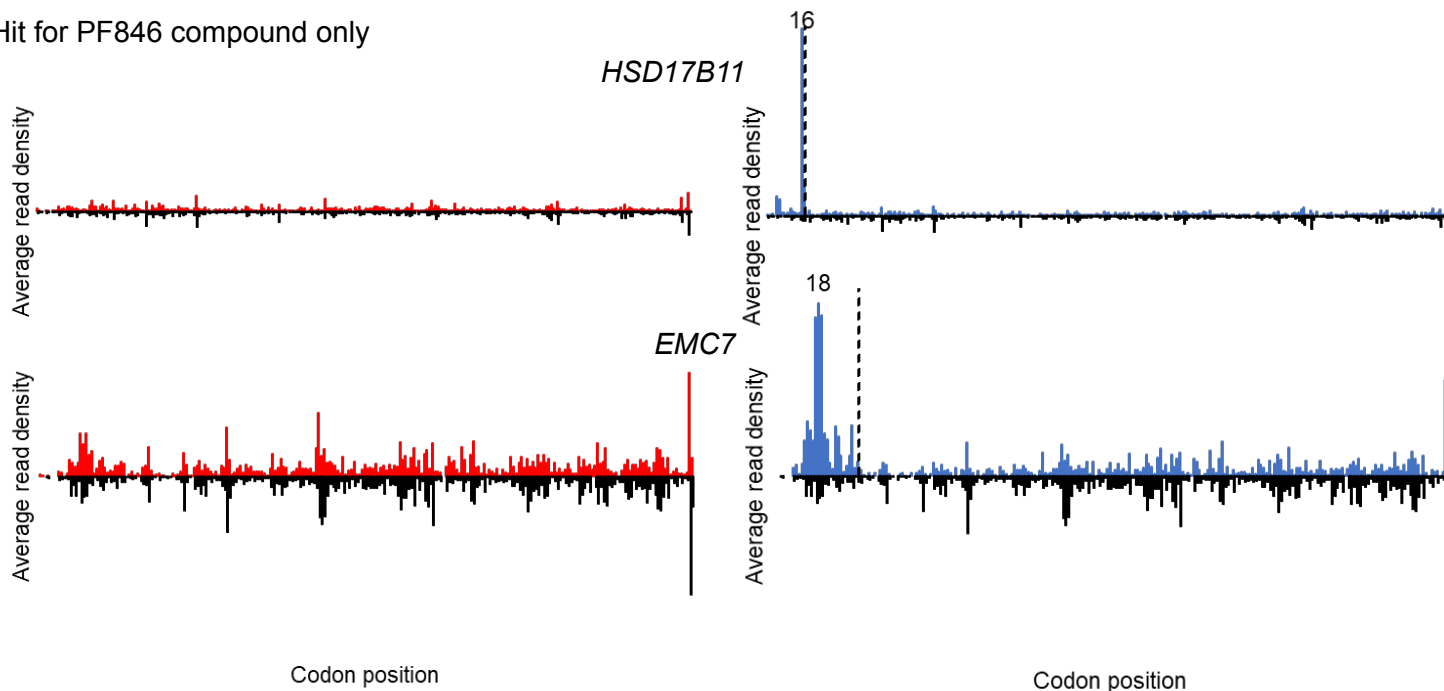 Hit for PF846 compound only
16
HSD17B11
Average read density
Average read density
18
EMC7
Average read density
Average read density
Codon position
Codon position